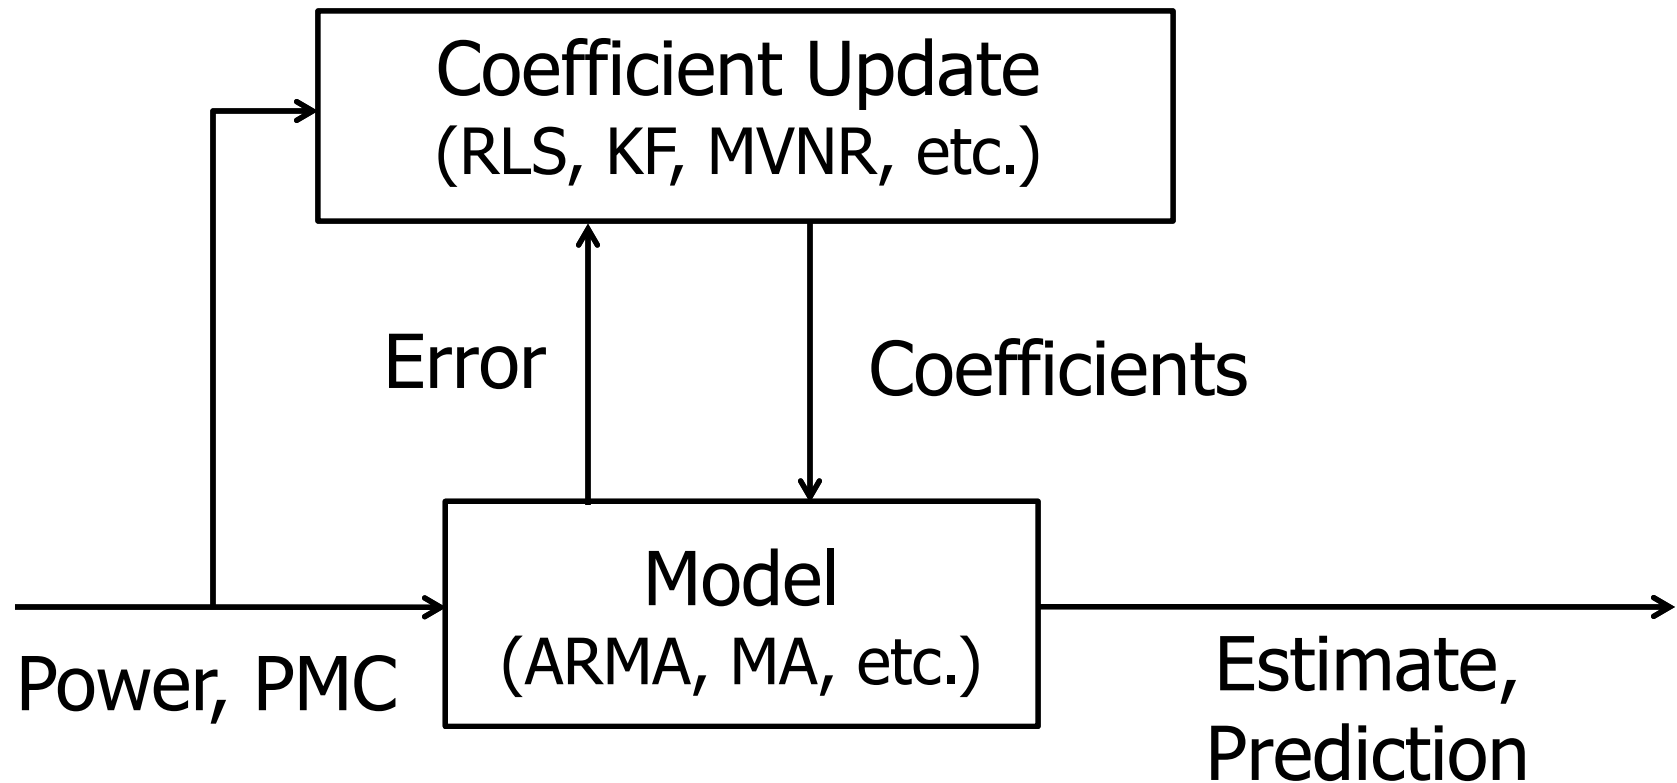 Coefficient Update
(RLS, KF, MVNR, etc.)
Error
Coefficients
Model
(ARMA, MA, etc.)
Power, PMC
Estimate,
Prediction